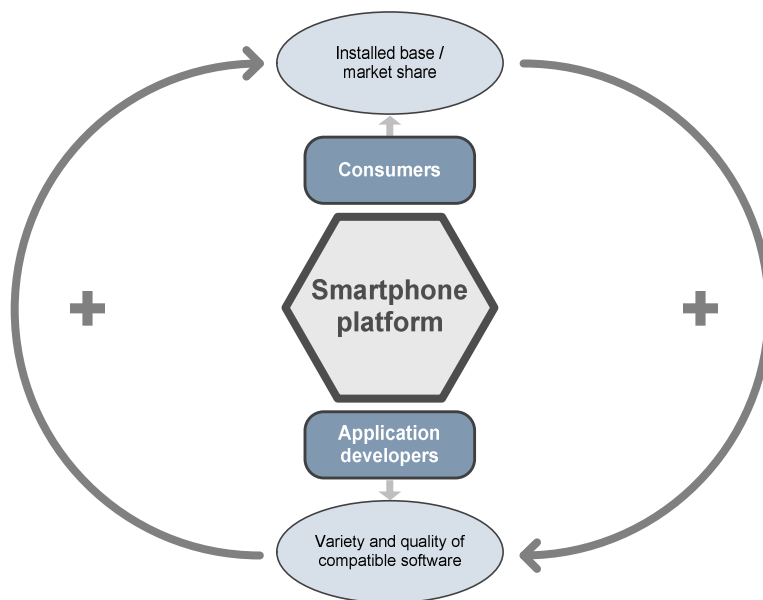 Installed base /
market share
Consumers
Smartphone
platform
Application
developers
Variety and quality of
compatible software